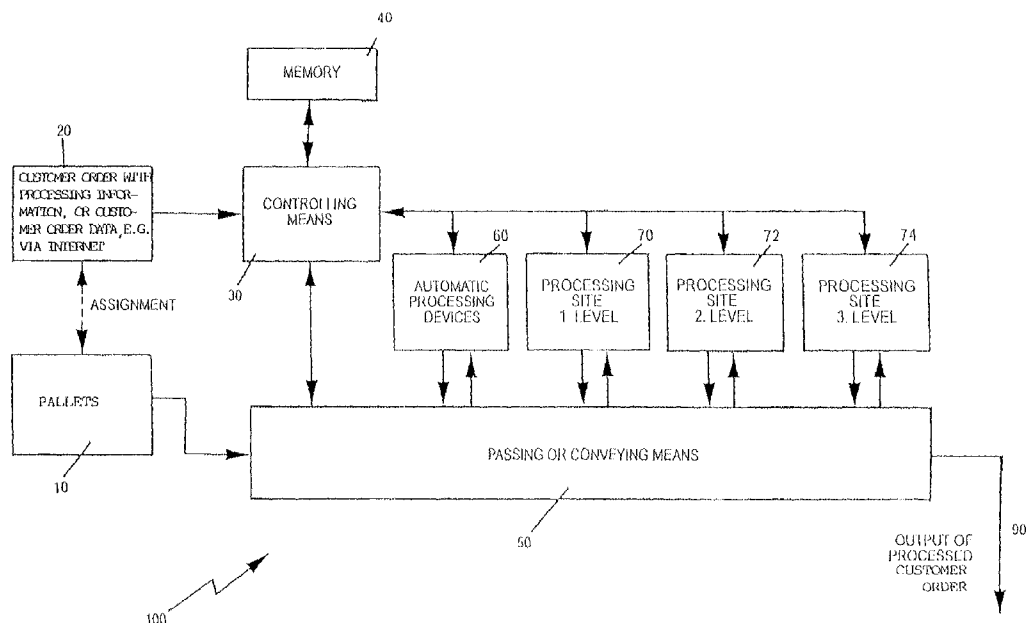 40
MEMORY
20
CUSTOMER ORDER WITH
PROCESSING INFOR-
MATION, OR CUSTO-
MER ORDER DATA, E.G.
VIA INTERNET
CONTROLLING
MEANS
30
ASSIGNMENT
60
AUTOMATIC
PROCESSING
DEVICES
70
PROCESSING
SITE
1. LEVEL
72
PROCESSING
SITE
2. LEVEL
74
PROCESSING
SITE
3. LEVEL
PALLETS
10
PASSING OR CONVEYING MEANS
50
90
OUTPUT OF
PROCESSED
CUSTOMER
ORDER
100